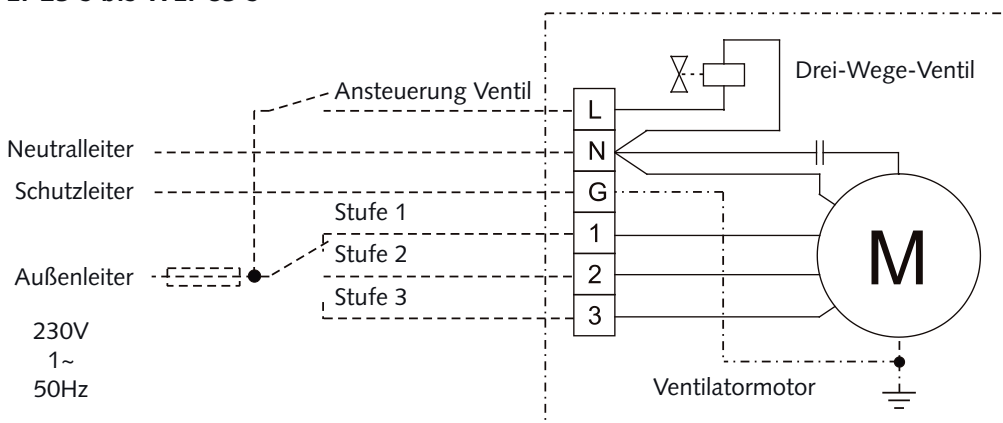 Drei-Wege-Ventil
Ansteuerung Ventil
L
Neutralleiter
N
Schutzleiter
G
Stufe 1
1
Stufe 2
Außenleiter
2
Stufe 3
3
M
230V
1~
50Hz
Ventilatormotor